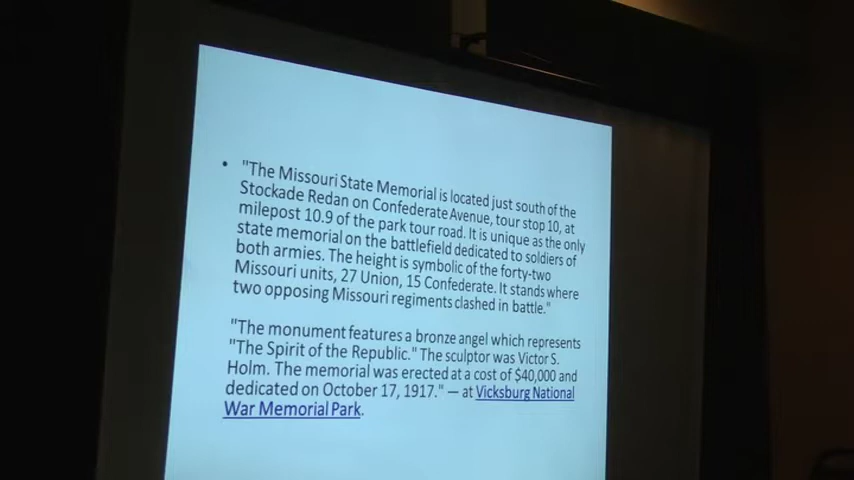 • "The Missouri State Memorial is located just south of the
Stockade Redan on Confederate Avenue, tour stop 10, at
milepost 10.9 of the park tour road. It is unique as the only
state memorial on the battlefield dedicated to soldiers of
both armies. The height is symbolic of the forty-two
Missouri units, 27 Union, 15 Confederate. It stands where
two opposing Missouri regiments clashed in battle."
"The monument features a bronze angel which represents
"The Spirit of the Republic." The sculptor was Victor S.
Holm. The memorial was erected at a cost of $40,000 and
dedicated on October 17, 1917." — at Vicksburg National
War Memorial Park.